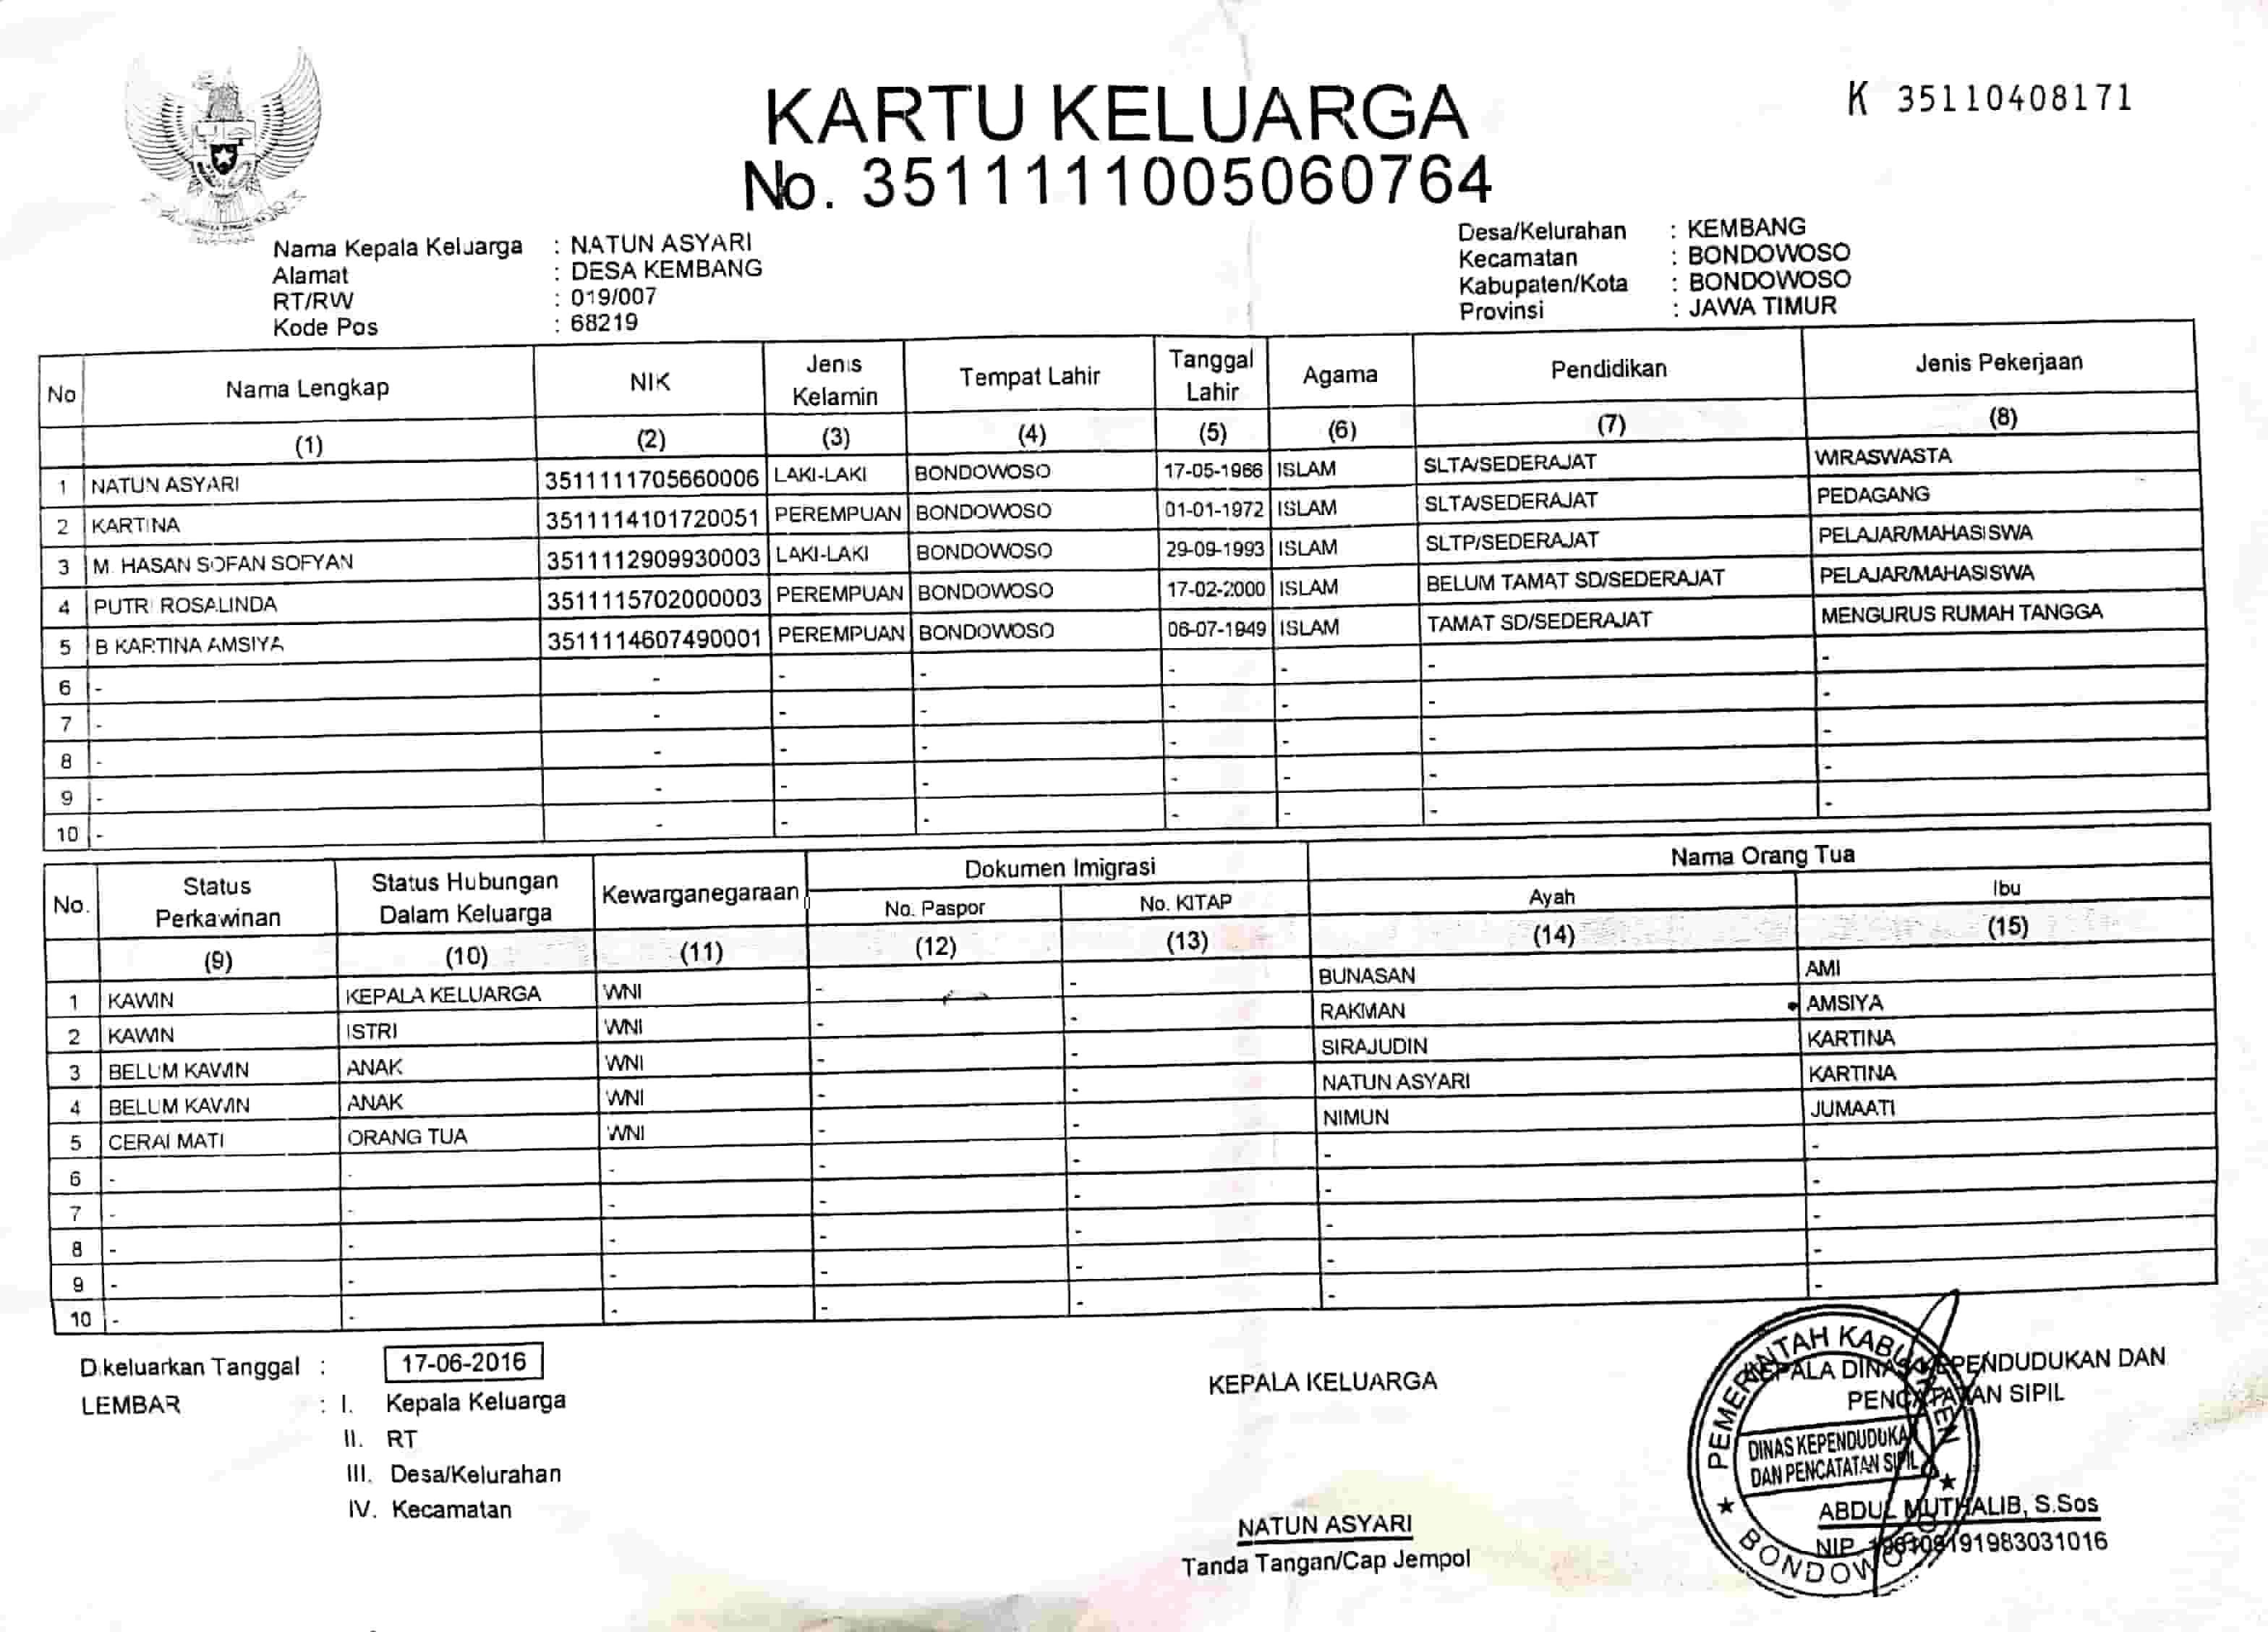 KARTU KELUARGA
No. 3511111005060764
K 35110408171
Nama Kepala Keluarga : NATUN ASYARI
Alamat : DESA KEMBANG
RT/RW : 019/007
Kode Pos : 68219
Desa/Kelurahan : KEMBANG
Kecamatan : BONDOWOSO
Kabupaten/Kota : BONDOWOSO
Provinsi : JAWA TIMUR
No Nama Lengkap NIK Jenis Kelamin Tempat Lahir Tanggal Lahir Agama Pendidikan Jenis Pekerjaan
(1) (2) (3) (4) (5) (6) (7) (8)
1 NATUN ASYARI 3511111705660006 LAKI-LAKI BONDOWOSO 17-05-1966 ISLAM SLTA/SEDERAJAT WIRASWASTA
2 KARTINA 3511114101720051 PEREMPUAN BONDOWOSO 01-01-1972 ISLAM SLTA/SEDERAJAT PEDAGANG
3 M. HASAN SOFAN SOFYAN 3511112909930003 LAKI-LAKI BONDOWOSO 29-09-1993 ISLAM SLTP/SEDERAJAT PELAJAR/MAHASISWA
4 PUTRI ROSALINDA 3511115702000003 PEREMPUAN BONDOWOSO 17-02-2000 ISLAM BELUM TAMAT SD/SEDERAJAT PELAJAR/MAHASISWA
5 B KARTINA AMSIYA 3511114607490001 PEREMPUAN BONDOWOSO 06-07-1949 ISLAM TAMAT SD/SEDERAJAT MENGURUS RUMAH TANGGA
6 - - - - - - - -
7 - - - - - - - -
8 - - - - - - - -
9 - - - - - - - -
10 - - - - - - - -
No. Status Perkawinan Status Hubungan Dalam Keluarga Kewarganegaraan Dokumen Imigrasi Nama Orang Tua
No. Paspor No. KITAP Ayah Ibu
(9) (10) (11) (12) (13) (14) (15)
1 KAWIN KEPALA KELUARGA WNI - - BUNASAN AMI
2 KAWIN ISTRI WNI - - RAKMAN AMSIYA
3 BELUM KAWIN ANAK WNI - - SIRAJUDIN KARTINA
4 BELUM KAWIN ANAK WNI - - NATUN ASYARI KARTINA
5 CERAI MATI ORANG TUA WNI - - NIMUN JUMAATI
6 - - - - - - -
7 - - - - - - -
8 - - - - - - -
9 - - - - - - -
10 - - - - - - -
Dikeluarkan Tanggal : 17-06-2016
LEMBAR : I. Kepala Keluarga
II. RT
III. Desa/Kelurahan
IV. Kecamatan
KEPALA KELUARGA
NATUN ASYARI
Tanda Tangan/Cap Jempol
KEPALA DINAS KEPENDUDUKAN DAN
PENCATATAN SIPIL
PEMERINTAH KABUPATEN
DINAS KEPENDUDUKAN
DAN PENCATATAN SIPIL
BONDOWOSO
ABDUL MUTHALIB, S.Sos
NIP